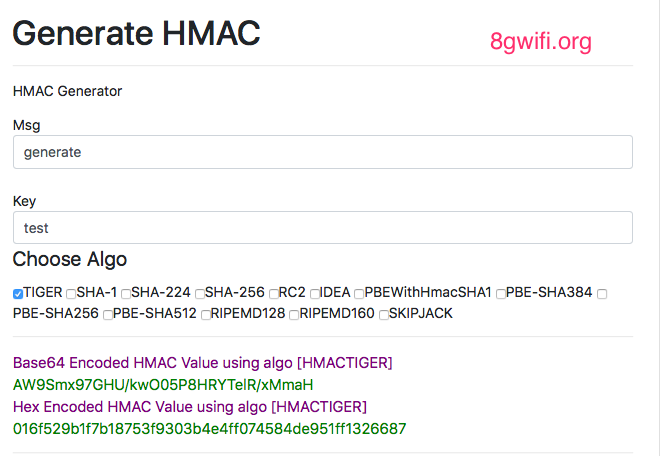 Generate HMAC
8gwifi.org
HMAC Generator
Msg
generate
Key
test
Choose Algo
TIGER SHA-1 SHA-224 SHA-256 RC2 IDEA PBEWithHmacSHA1 PBE-SHA384
PBE-SHA256 PBE-SHA512 RIPEMD128 RIPEMD160 SKIPJACK
Base64 Encoded HMAC Value using algo [HMACTIGER]
AW9Smx97GHU/kwO05P8HRYTelR/xMmaH
Hex Encoded HMAC Value using algo [HMACTIGER]
016f529b1f7b18753f9303b4e4ff074584de951ff1326687